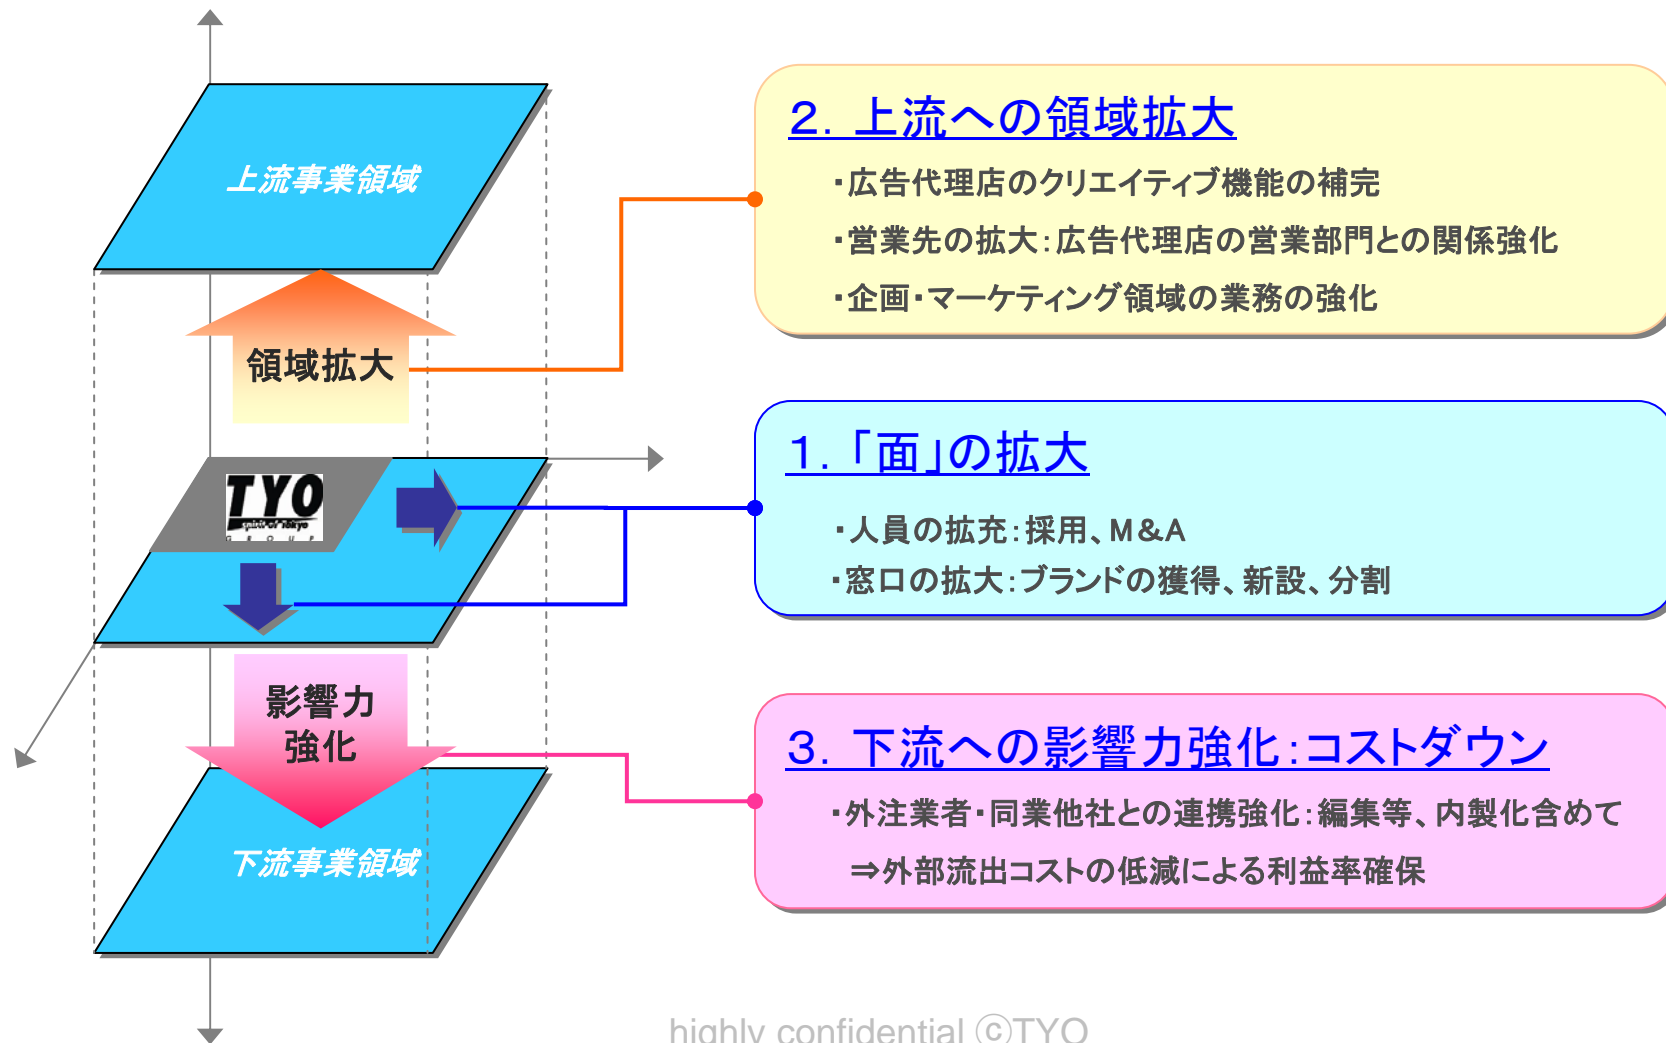 上流事業領域
2. 上流への領域拡大
・広告代理店のクリエイティブ機能の補完
・営業先の拡大：広告代理店の営業部門との関係強化
・企画・マーケティング領域の業務の強化
領域拡大
TYO
spirit of Tokyo
GROUP
1. 「面」の拡大
・人員の拡充：採用、M&A
・窓口の拡大：ブランドの獲得、新設、分割
影響力
強化
3. 下流への影響力強化：コストダウン
・外注業者・同業他社との連携強化：編集等、内製化含めて
⇒外部流出コストの低減による利益率確保
下流事業領域
highly confidential ⓒTYO